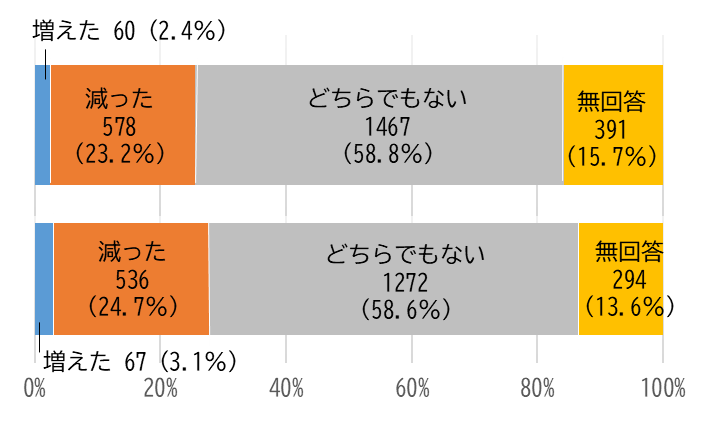 増えた 60 (2.4%)
減った
578
(23.2%)
どちらでもない
1467
(58.8%)
無回答
391
(15.7%)
減った
536
(24.7%)
どちらでもない
1272
(58.6%)
無回答
294
(13.6%)
増えた 67 (3.1%)
0% 20% 40% 60% 80% 100%